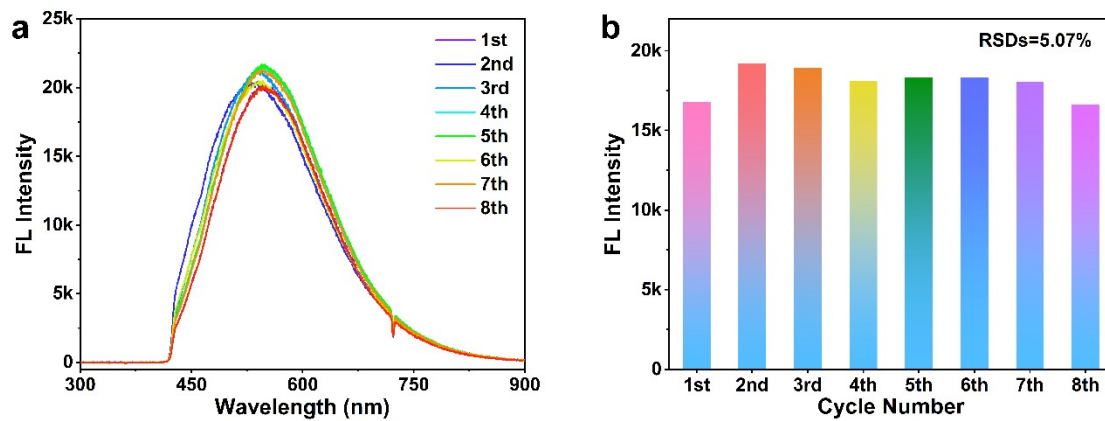 a
25k
20k
15k
10k
5k
0
FL Intensity
300
450
600
750
900
Wavelength (nm)
1st
2nd
3rd
4th
5th
6th
7th
8th
b
RSDs=5.07%
20k
15k
10k
5k
0
FL Intensity
1st
2nd
3rd
4th
5th
6th
7th
8th
Cycle Number